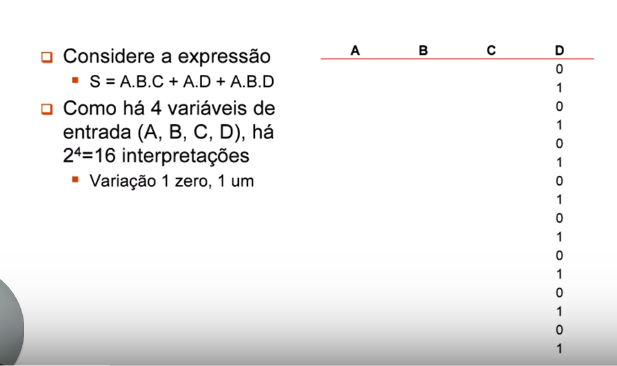 Considere a expressão
S = A.B.C + A.D + A.B.D
Como há 4 variáveis de
entrada (A, B, C, D), há
2⁴=16 interpretações
Variação 1 zero, 1 um
A B C D
0
1
0
1
0
1
0
1
0
1
0
1
0
1
0
1